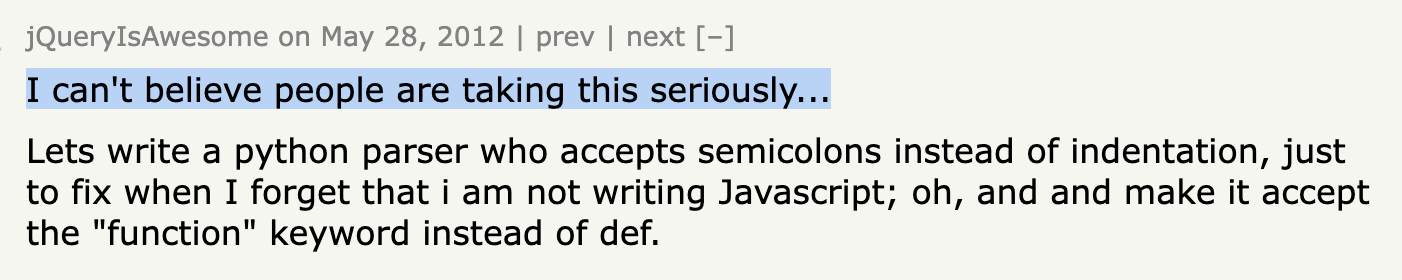 jQueryIsAwesome on May 28, 2012 | prev | next [–]
I can't believe people are taking this seriously...
Lets write a python parser who accepts semicolons instead of indentation, just
to fix when I forget that i am not writing Javascript; oh, and and make it accept
the "function" keyword instead of def.